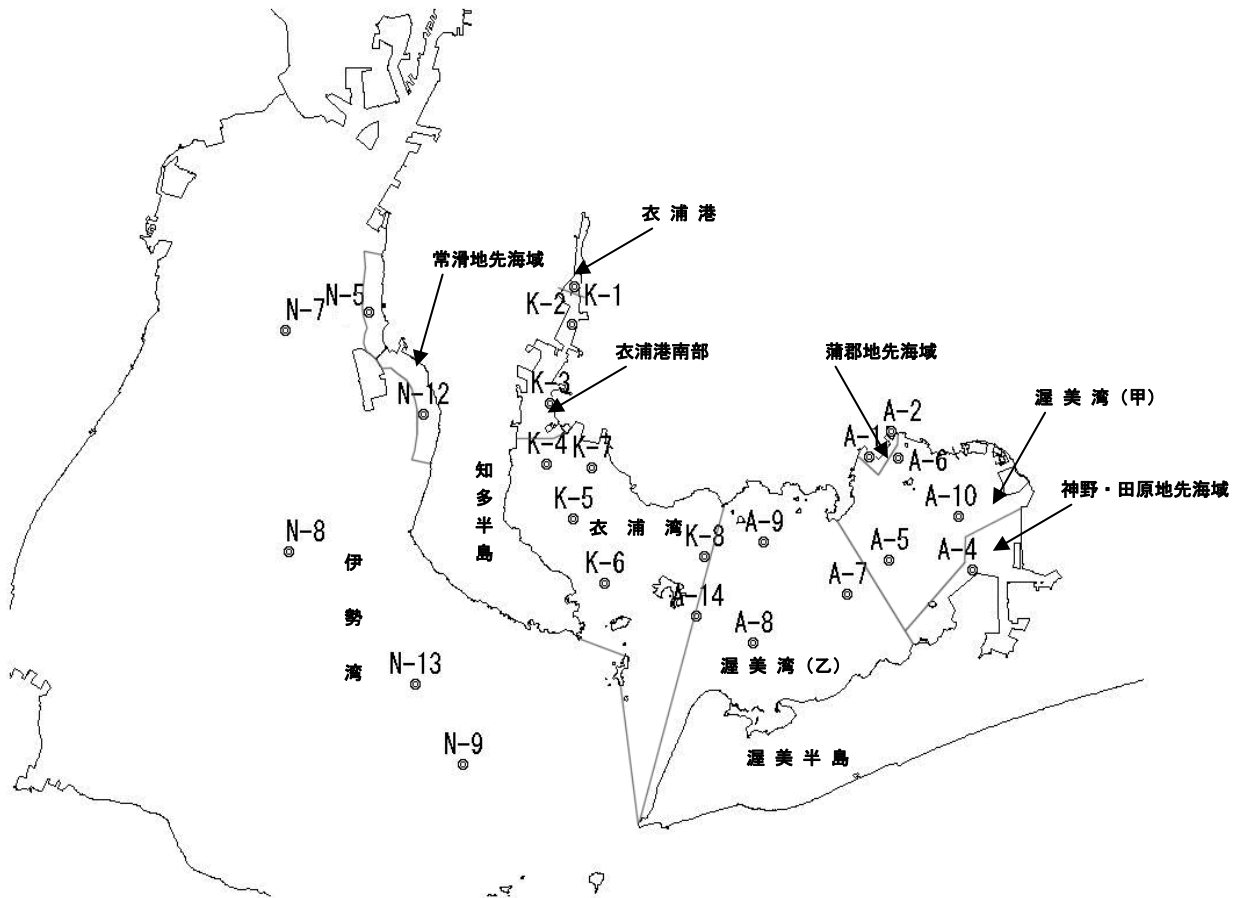 衣 浦 港
常滑地先海域
N-5
N-7
K-1
K-2
衣浦港南部
蒲郡地先海域
K-3
N-12
渥 美 湾 (甲)
A-2
A-1
A-6
K-4
K-7
知多半島
神野・田原地先海域
A-10
K-5
衣 浦 湾
A-9
N-8
K-8
A-5
A-4
伊勢湾
K-6
A-7
A-14
A-8
渥 美 湾 (乙)
N-13
N-9
渥 美 半 島